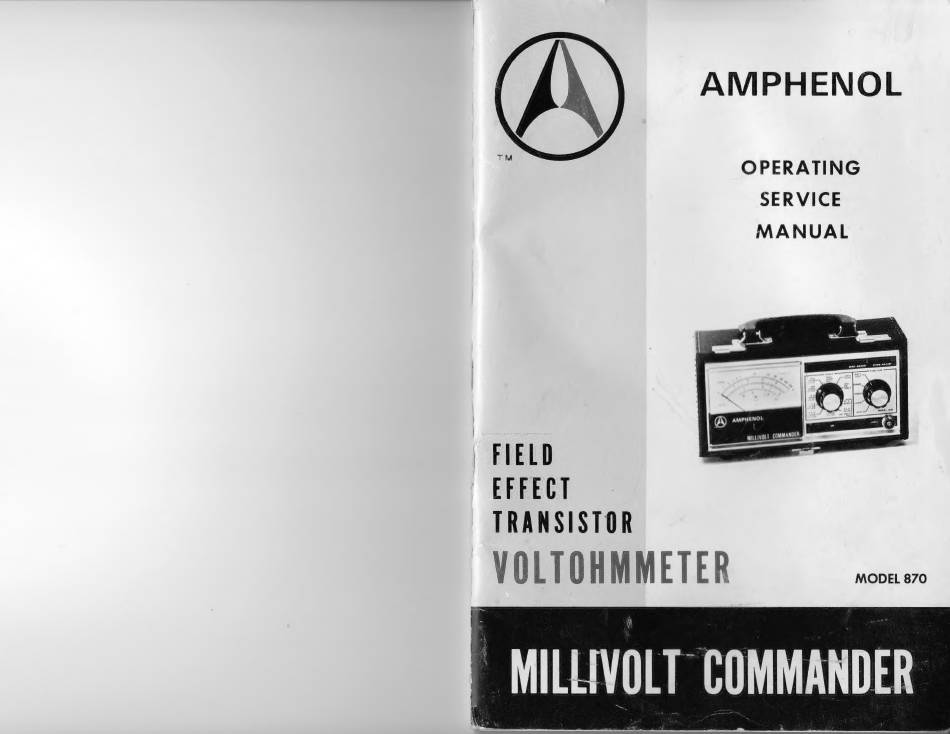 AMPHENOL
TM
OPERATING
SERVICE
MANUAL
AMPHENOL
MILLIVOLT COMMANDER
FIELD
EFFECT
TRANSISTOR
VOLTOHMMETER
MODEL 870
MILLIVOLT COMMANDER